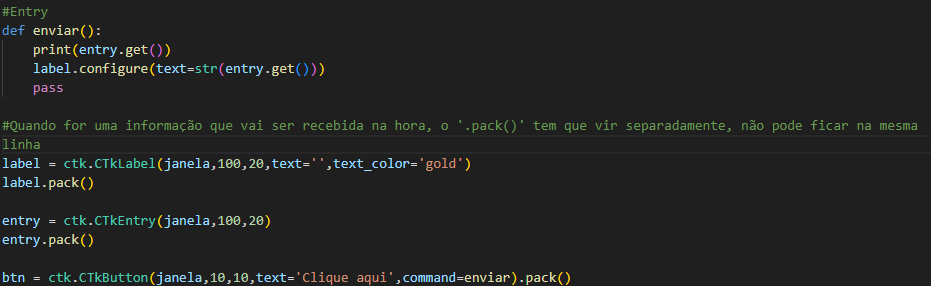 #Entry
def enviar():
    print(entry.get())
    label.configure(text=str(entry.get()))
    pass
#Quando for uma informação que vai ser recebida na hora, o '.pack()' tem que vir separadamente, não pode ficar na mesma
linha
label = ctk.CTkLabel(janela,100,20,text='',text_color='gold')
label.pack()
entry = ctk.CTkEntry(janela,100,20)
entry.pack()
btn = ctk.CTkButton(janela,10,10,text='Clique aqui',command=enviar).pack()